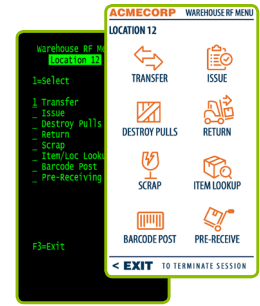 Warehouse RF Me
Location 12
1=Select
1 Transfer
_ Issue
_ Destroy Pulls
_ Return
_ Scrap
_ Item/Loc Looku
_ Barcode Post
_ Pre-Receiving
F3=Exit
ACMECORP WAREHOUSE RF MENU
LOCATION 12
TRANSFER ISSUE
DESTROY PULLS RETURN
SCRAP ITEM LOOKUP
BARCODE POST PRE-RECEIVE
< EXIT TO TERMINATE SESSION